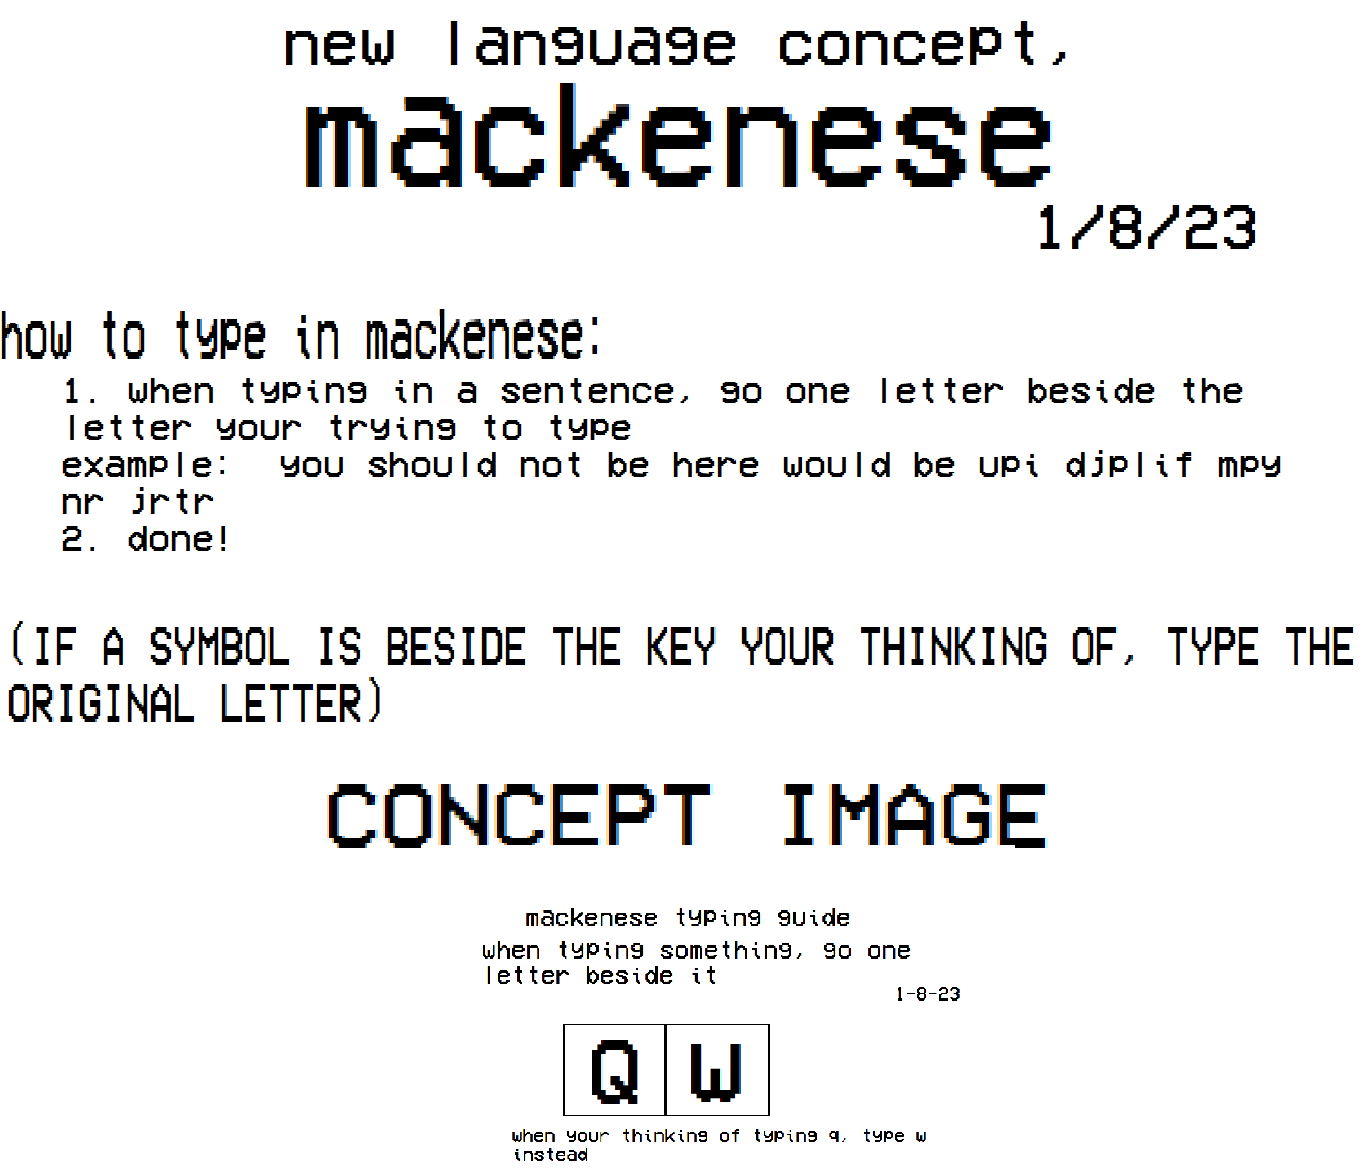 new language concept,
mackenese
1/8/23
how to type in mackenese:
1. when typing in a sentence, go one letter beside the
letter your trying to type
example:  you should not be here would be upi djplif mpy
nr jrtr
2. done!
(IF A SYMBOL IS BESIDE THE KEY YOUR THINKING OF, TYPE THE
ORIGINAL LETTER)
CONCEPT IMAGE
mackenese typing guide
when typing something, go one
letter beside it
1-8-23
Q W
when your thinking of typing q, type w
instead